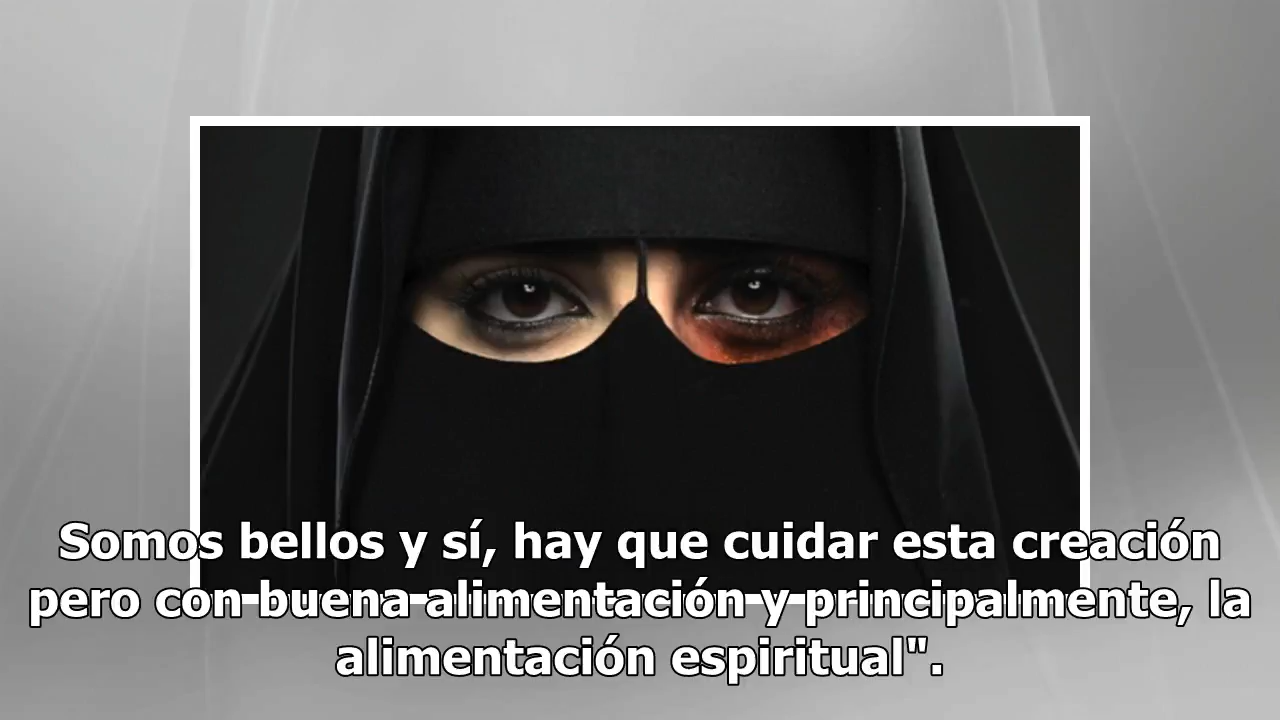 Somos bellos y sí, hay que cuidar esta creación
pero con buena alimentación y principalmente, la
alimentación espiritual".